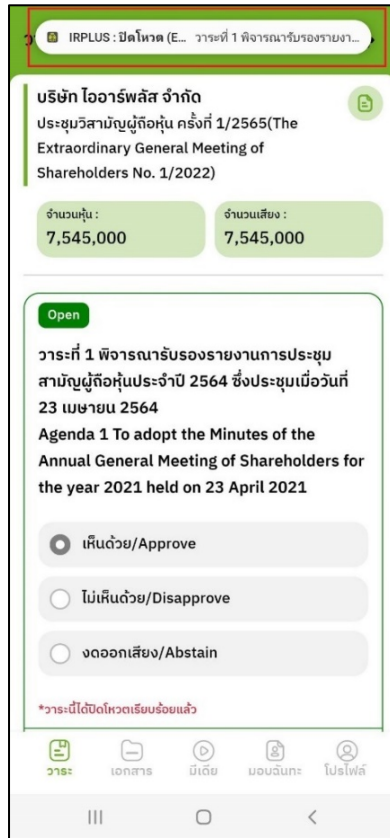 IRPLUS : ปิดโหวต (E... วาระที่ 1 พิจารณารับรองรายงา...
บริษัท ไออาร์พลัส จำกัด
ประชุมวิสามัญผู้ถือหุ้น ครั้งที่ 1/2565(The
Extraordinary General Meeting of
Shareholders No. 1/2022)
จำนวนหุ้น :
7,545,000
จำนวนเสียง :
7,545,000
Open
วาระที่ 1 พิจารณารับรองรายงานการประชุม
สามัญผู้ถือหุ้นประจำปี 2564 ซึ่งประชุมเมื่อวันที่
23 เมษายน 2564
Agenda 1 To adopt the Minutes of the
Annual General Meeting of Shareholders for
the year 2021 held on 23 April 2021
เห็นด้วย/Approve
ไม่เห็นด้วย/Disapprove
งดออกเสียง/Abstain
*วาระนี้ได้ปิดโหวตเรียบร้อยแล้ว
วาระ
เอกสาร
มีเดีย
มอบฉันทะ
โปรไฟล์